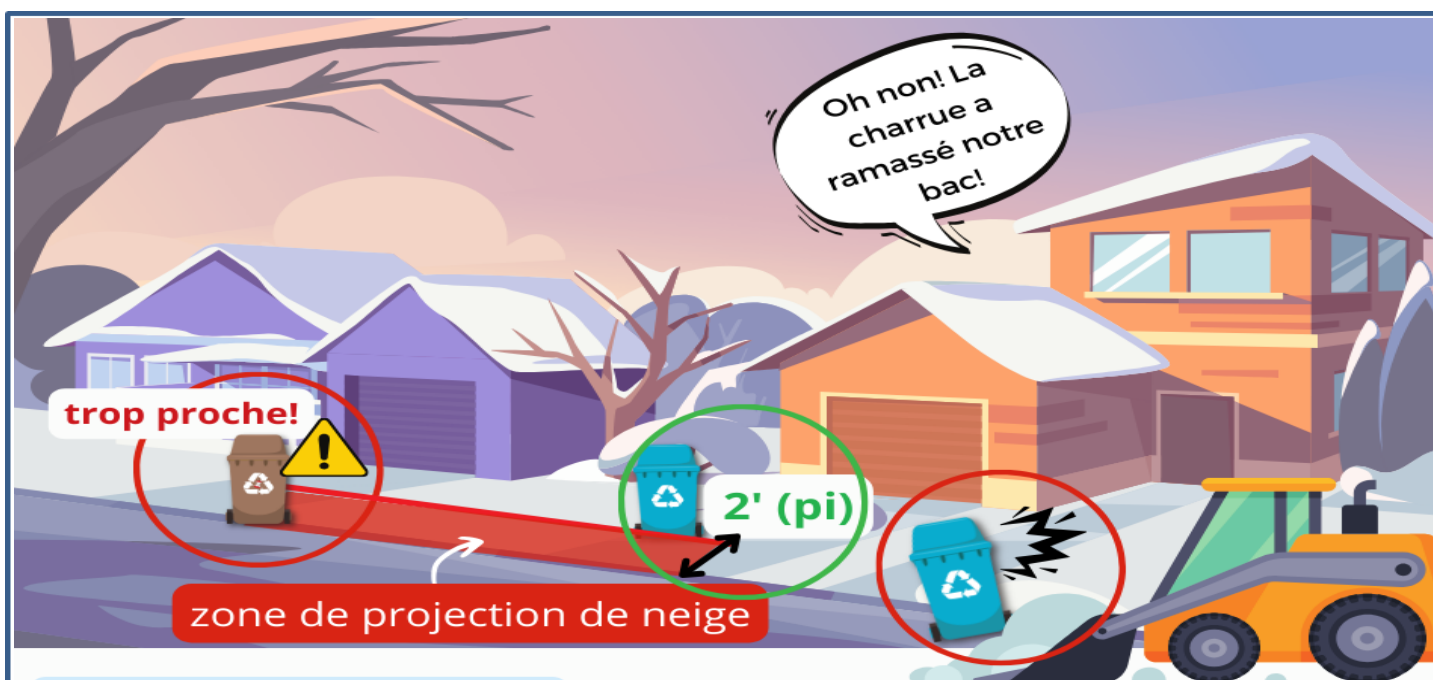 Oh non! La
charrue a
ramassé notre
bac!
trop proche!
2' (pi)
zone de projection de neige